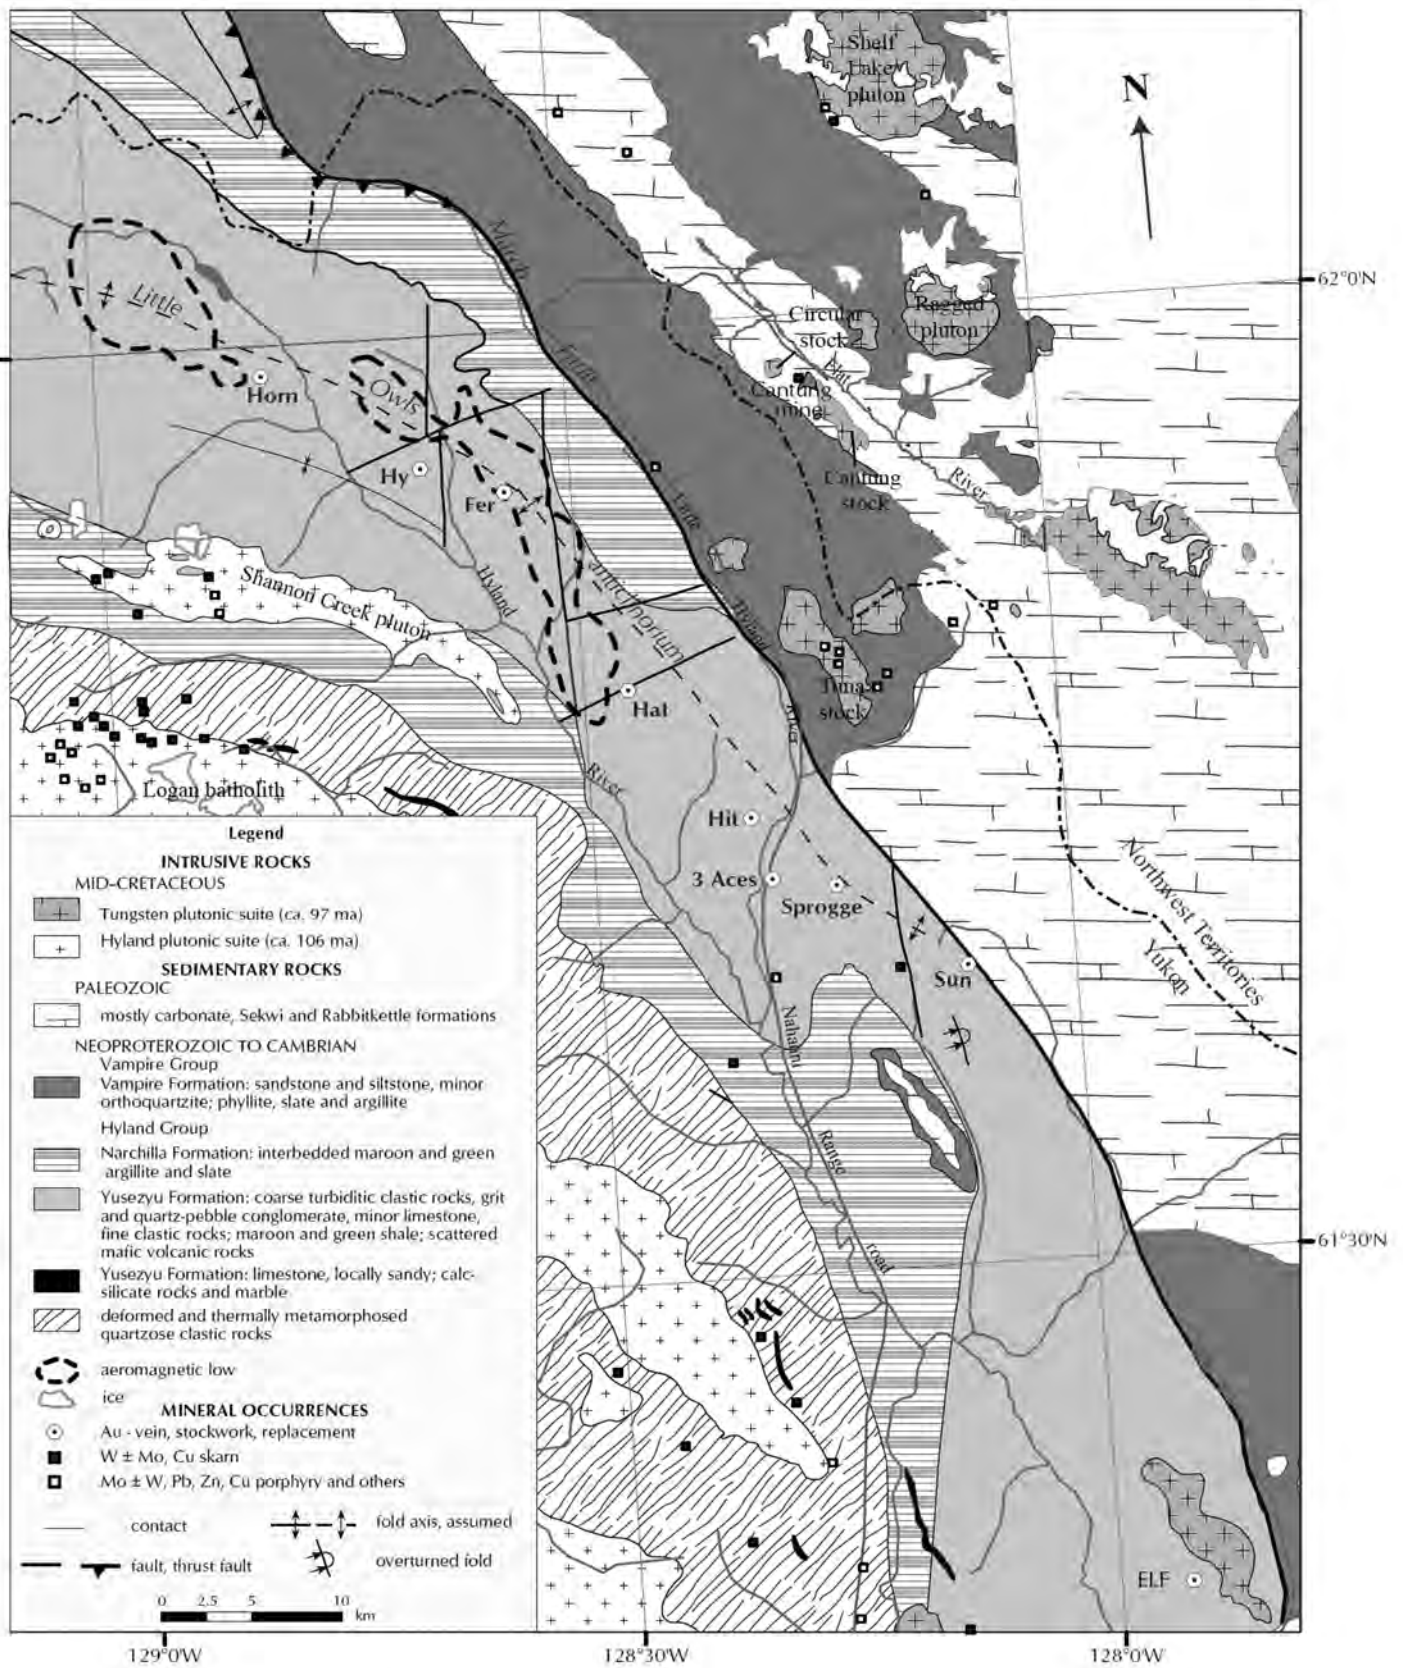 Shelf
Lake
pluton
N
March
62°0'N
Little
Circular
stock
Ragged
pluton
Fault
Flat
Cantung
mine
Horn
Owls
Hy
River
Cantung
stock
Fer
Little
anticlinorium
Shannon Creek pluton
Hyland
Hyland
Tuna
stock
Hat
River
River
Logan batholith
Hit
3 Aces
Sprogge
Northwest Territories
Yukon
Sun
Nahanni
Range
road
61°30'N
ELF
Legend
INTRUSIVE ROCKS
MID-CRETACEOUS
Tungsten plutonic suite (ca. 97 ma)
Hyland plutonic suite (ca. 106 ma)
SEDIMENTARY ROCKS
PALEOZOIC
mostly carbonate, Sekwi and Rabbitkettle formations
NEOPROTEROZOIC TO CAMBRIAN
Vampire Group
Vampire Formation: sandstone and siltstone, minor
orthoquartzite; phyllite, slate and argillite
Hyland Group
Narchilla Formation: interbedded maroon and green
argillite and slate
Yusezyu Formation: coarse turbiditic clastic rocks, grit
and quartz-pebble conglomerate, minor limestone,
fine clastic rocks; maroon and green shale; scattered
mafic volcanic rocks
Yusezyu Formation: limestone, locally sandy; calc-
silicate rocks and marble
deformed and thermally metamorphosed
quartzose clastic rocks
aeromagnetic low
ice
MINERAL OCCURRENCES
Au - vein, stockwork, replacement
W ± Mo, Cu skarn
Mo ± W, Pb, Zn, Cu porphyry and others
contact
fold axis, assumed
fault, thrust fault
overturned fold
0 2.5 5 10
km
129°0'W
128°30'W
128°0'W